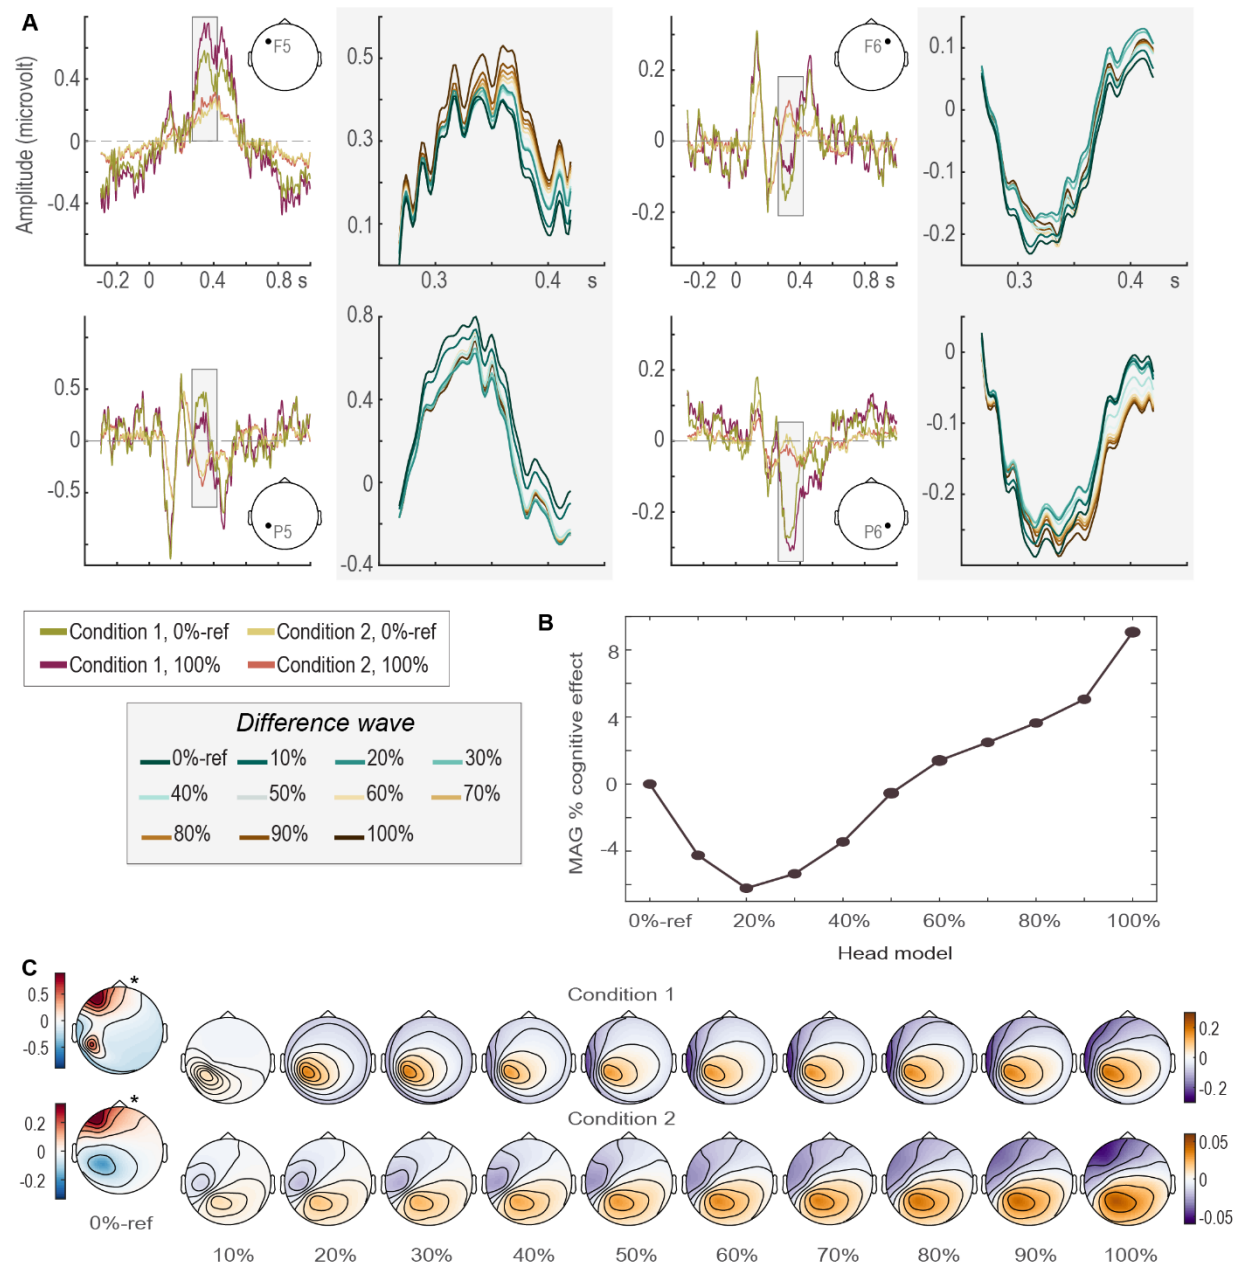 A
Amplitude (microvolt)
0.4
0
-0.4
-0.2 0 0.4 0.8 s
F5
0.5
0.3
0.1
0.3 0.4 s
0.2
0
-0.2
-0.2 0 0.4 0.8 s
F6
0.1
0
-0.1
-0.2
0.3 0.4 s
0.5
0
-0.5
P5
0.8
0.4
0
-0.4
0.2
0
-0.2
P6
0
-0.1
-0.2
Condition 1, 0%-ref Condition 2, 0%-ref
Condition 1, 100% Condition 2, 100%
Difference wave
0%-ref 10% 20% 30%
40% 50% 60% 70%
80% 90% 100%
B
MAG % cognitive effect
8
4
0
-4
0%-ref 20% 40% 60% 80% 100%
Head model
C
0.5
0
-0.5
*
Condition 1
0.2
0
-0.2
0.2
0
-0.2
*
Condition 2
0.05
0
-0.05
0%-ref
10% 20% 30% 40% 50% 60% 70% 80% 90% 100%